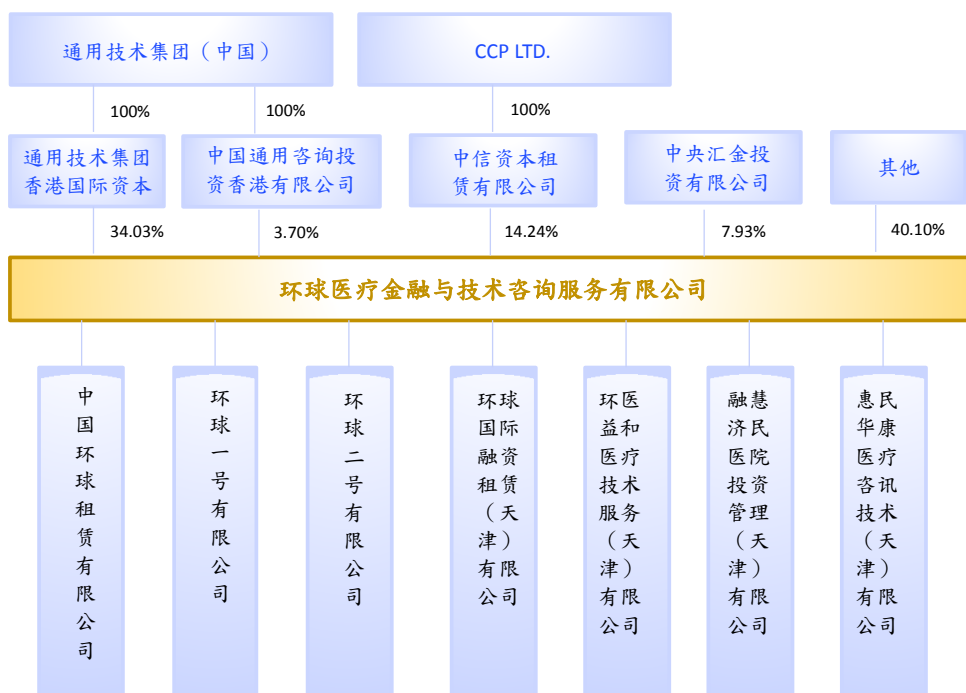 通用技术集团（中国）
CCP LTD.
100%
100%
100%
通用技术集团
香港国际资本
中国通用咨询投
资香港有限公司
中信资本租
赁有限公司
中央汇金投
资有限公司
其他
34.03%
3.70%
14.24%
7.93%
40.10%
环球医疗金融与技术咨询服务有限公司
中国环球租赁有限公司
环球一号有限公司
环球二号有限公司
环球
国际
融资
租赁
（天
津）
有限
公司
环医
益和
医疗
技术
服务
（天
津）
有限
公司
融慧
济民
医院
投资
管理
（天
津）
有限
公司
惠民
华康
医疗
咨讯
技术
（天
津）
有限
公司